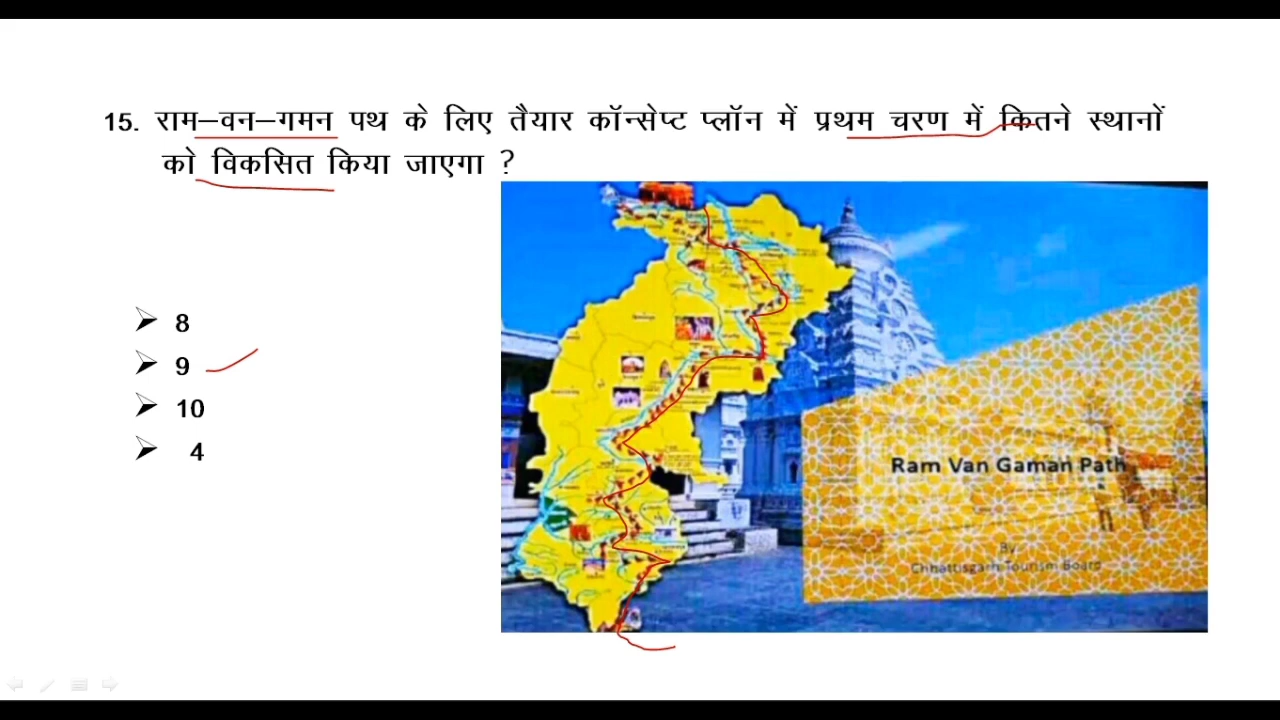 15. राम–वन–गमन पथ के लिए तैयार कॉन्सेप्ट प्लॉन में प्रथम चरण में कितने स्थानों
को विकसित किया जाएगा ?
8
9
10
4
Ram Van Gaman Path
By
Chhattisgarh Tourism Board